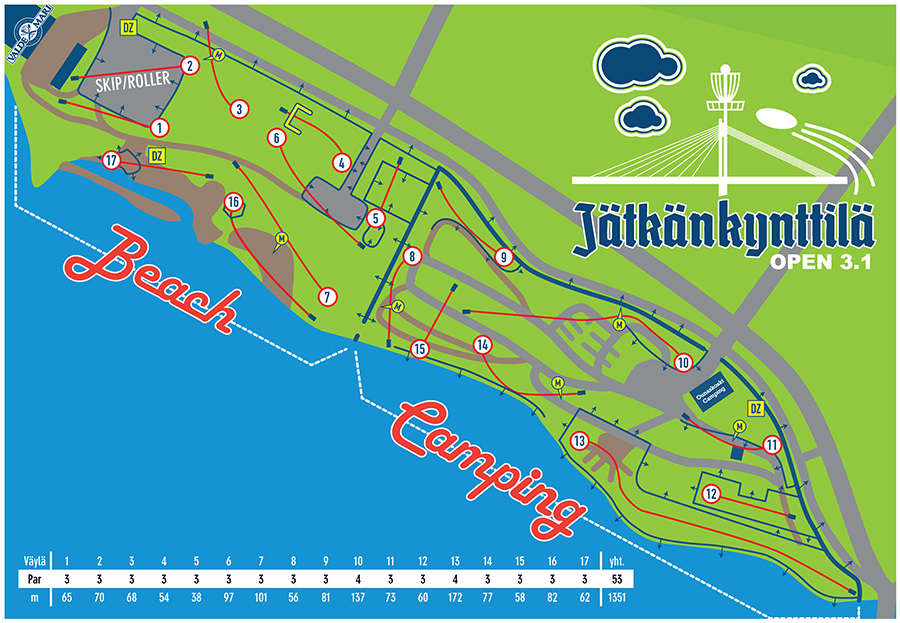 VALDEMARI
DZ
M
2
SKIP/ROLLER
3
1
6
4
17
DZ
16
5
M
7
8
9
M
15
14
M
10
M
Ounaskoski
Camping
DZ
M
11
13
12
Jätkänkynttilä
OPEN 3.1
Beach
Camping
Väylä 1 2 3 4 5 6 7 8 9 10 11 12 13 14 15 16 17 yht.
Par 3 3 3 3 3 3 3 3 3 4 3 3 4 3 3 3 3 53
m 65 70 68 54 38 97 101 56 81 137 73 60 172 77 58 82 62 1351